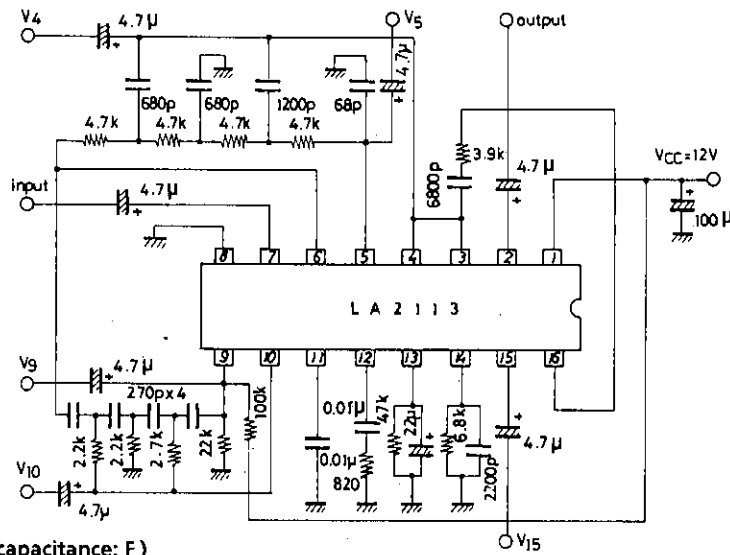 V4
4.7µ
+
V5
output
680p
680p
1200p
68p
4.7µ
+
4.7k
4.7k
4.7k
4.7k
3.9k
6800p
4.7µ
+
VCC=12V
+
100µ
input
4.7µ
+
8
7
6
5
4
3
2
1
LA2113
9
10
11
12
13
14
15
16
V9
4.7µ
+
270p×4
2.2k
2.2k
2.7k
22k
100k
0.01µ
0.01µ
820
47k
22µ
+
6.8k
2200p
+
4.7µ
V10
+
4.7µ
V15
capacitance: F)